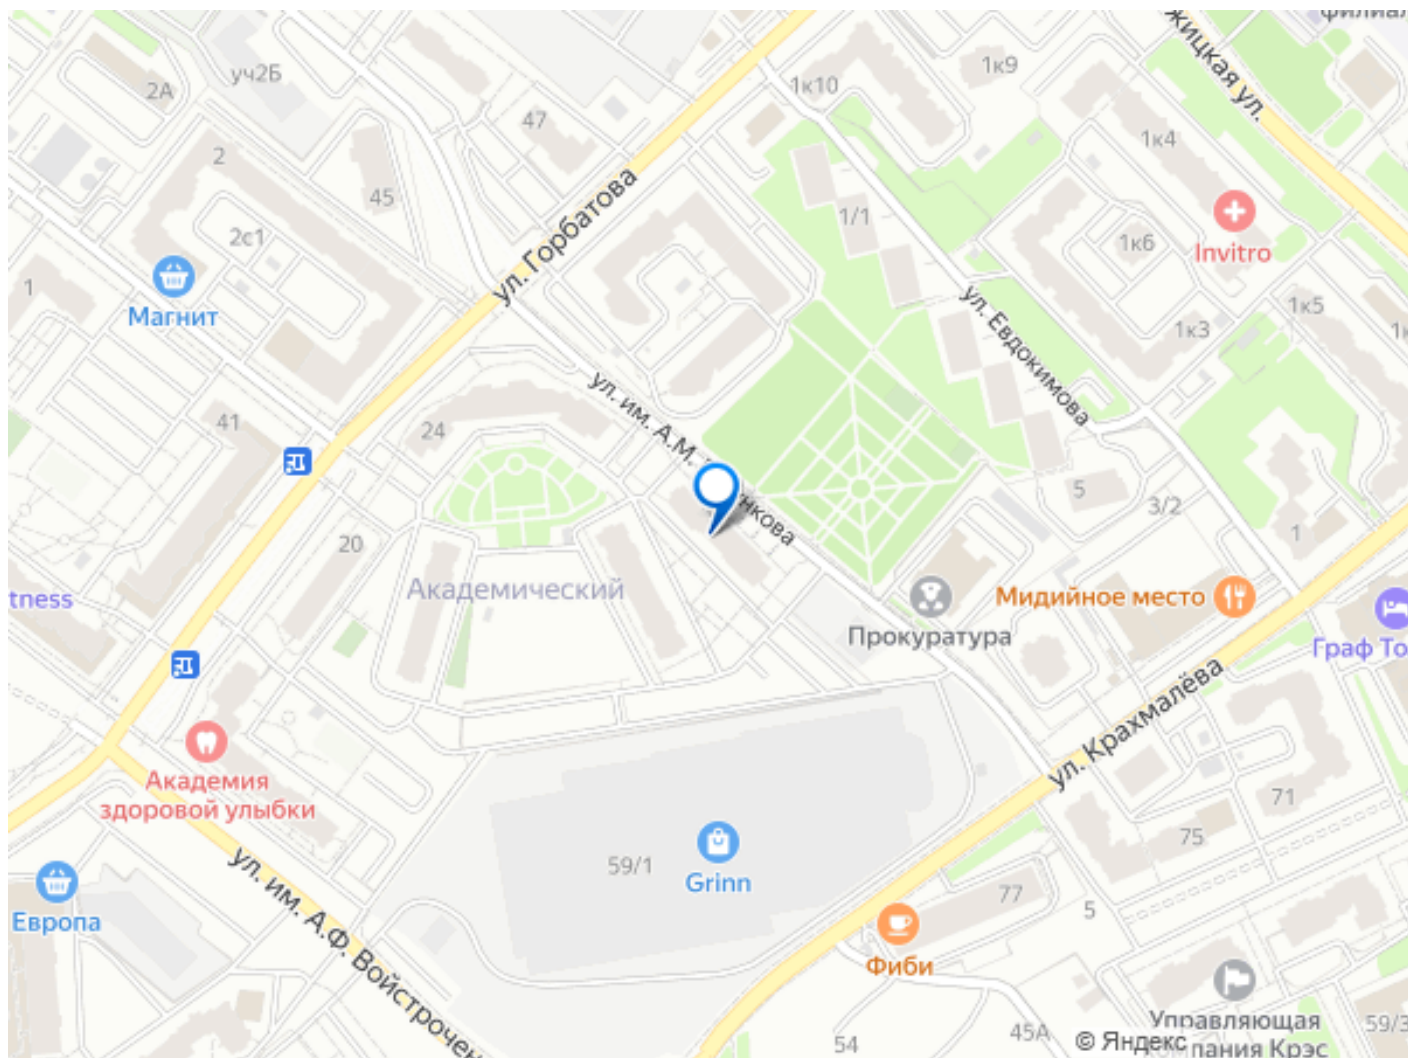 филиал
жицкая ул.
1к9
1к10
уч2Б
2А
47
2
1к4
45
1/1
Invitro
1к6
2с1
ул. Горбатова
1
Магнит
1к5
1к3
ул. Евдокимова
ул. им. А.М.
нкова
41
24
5
3/2
1
20
Академический
tness
Мидийное место
Прокуратура
Граф То
ул. Крахмалёва
Академия
здоровой улыбки
71
75
59/1
Grinn
77
5
ул. им. А.Ф. Войстрочен
Европа
Фиби
Управляющая
пания Крэс
59/3
45А
54
© Яндекс